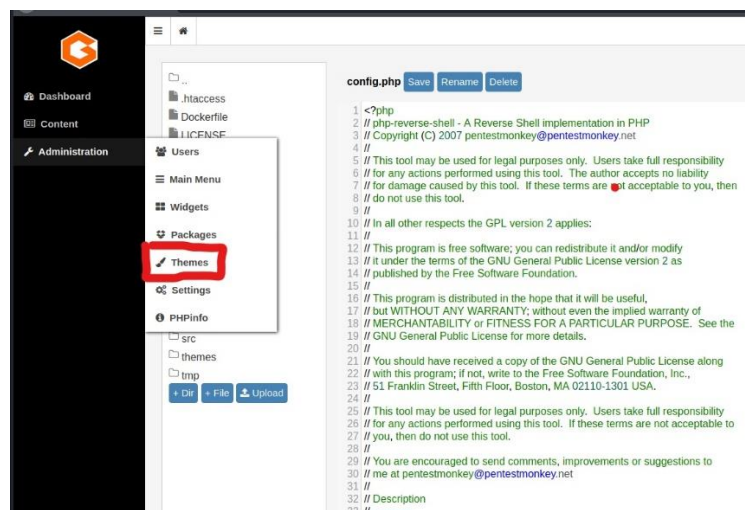 Dashboard
Content
Administration
..
.htaccess
Dockerfile
LICENSE
Users
Main Menu
Widgets
Packages
Themes
Settings
PHPinfo
src
themes
tmp
+ Dir
+ File
Upload
config.php Save Rename Delete
1 <?php
2 // php-reverse-shell - A Reverse Shell implementation in PHP
3 // Copyright (C) 2007 pentestmonkey@pentestmonkey.net
4 //
5 // This tool may be used for legal purposes only. Users take full responsibility
6 // for any actions performed using this tool. The author accepts no liability
7 // for damage caused by this tool. If these terms are not acceptable to you, then
8 // do not use this tool.
9 //
10 // In all other respects the GPL version 2 applies:
11 //
12 // This program is free software; you can redistribute it and/or modify
13 // it under the terms of the GNU General Public License version 2 as
14 // published by the Free Software Foundation.
15 //
16 // This program is distributed in the hope that it will be useful,
17 // but WITHOUT ANY WARRANTY; without even the implied warranty of
18 // MERCHANTABILITY or FITNESS FOR A PARTICULAR PURPOSE. See the
19 // GNU General Public License for more details.
20 //
21 // You should have received a copy of the GNU General Public License along
22 // with this program; if not, write to the Free Software Foundation, Inc.,
23 // 51 Franklin Street, Fifth Floor, Boston, MA 02110-1301 USA.
24 //
25 // This tool may be used for legal purposes only. Users take full responsibility
26 // for any actions performed using this tool. If these terms are not acceptable to
27 // you, then do not use this tool.
28 //
29 // You are encouraged to send comments, improvements or suggestions to
30 // me at pentestmonkey@pentestmonkey.net
31 //
32 // Description